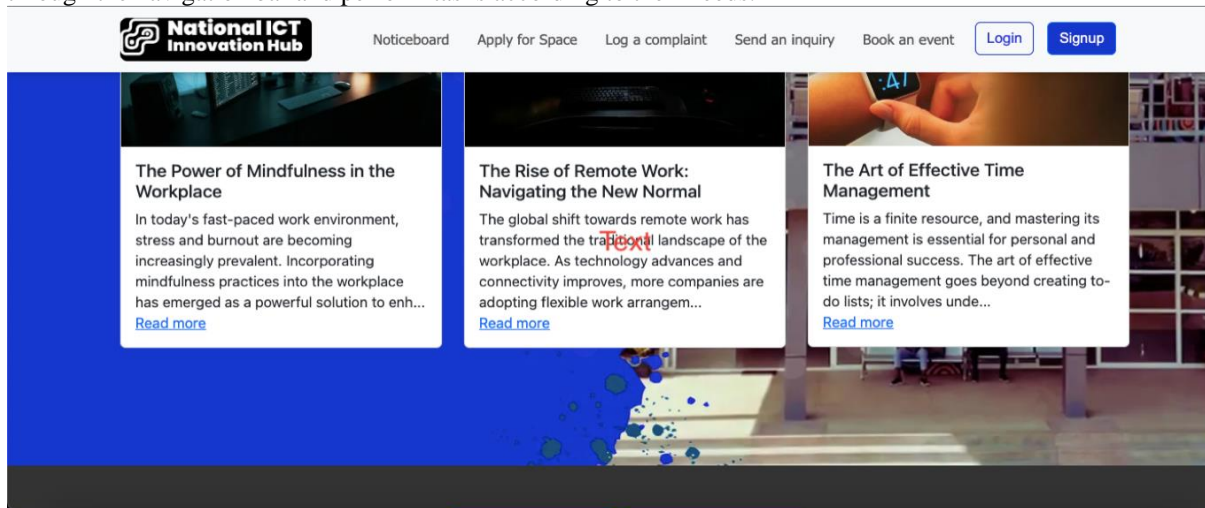 National ICT
Innovation Hub
Noticeboard Apply for Space Log a complaint Send an inquiry Book an event Login Signup
:47
The Power of Mindfulness in the
Workplace
In today's fast-paced work environment,
stress and burnout are becoming
increasingly prevalent. Incorporating
mindfulness practices into the workplace
has emerged as a powerful solution to enh...
Read more
The Rise of Remote Work:
Navigating the New Normal
The global shift towards remote work has
transformed the traditional landscape of the
workplace. As technology advances and
connectivity improves, more companies are
adopting flexible work arrangem...
Read more
Text
The Art of Effective Time
Management
Time is a finite resource, and mastering its
management is essential for personal and
professional success. The art of effective
time management goes beyond creating to-
do lists; it involves unde...
Read more